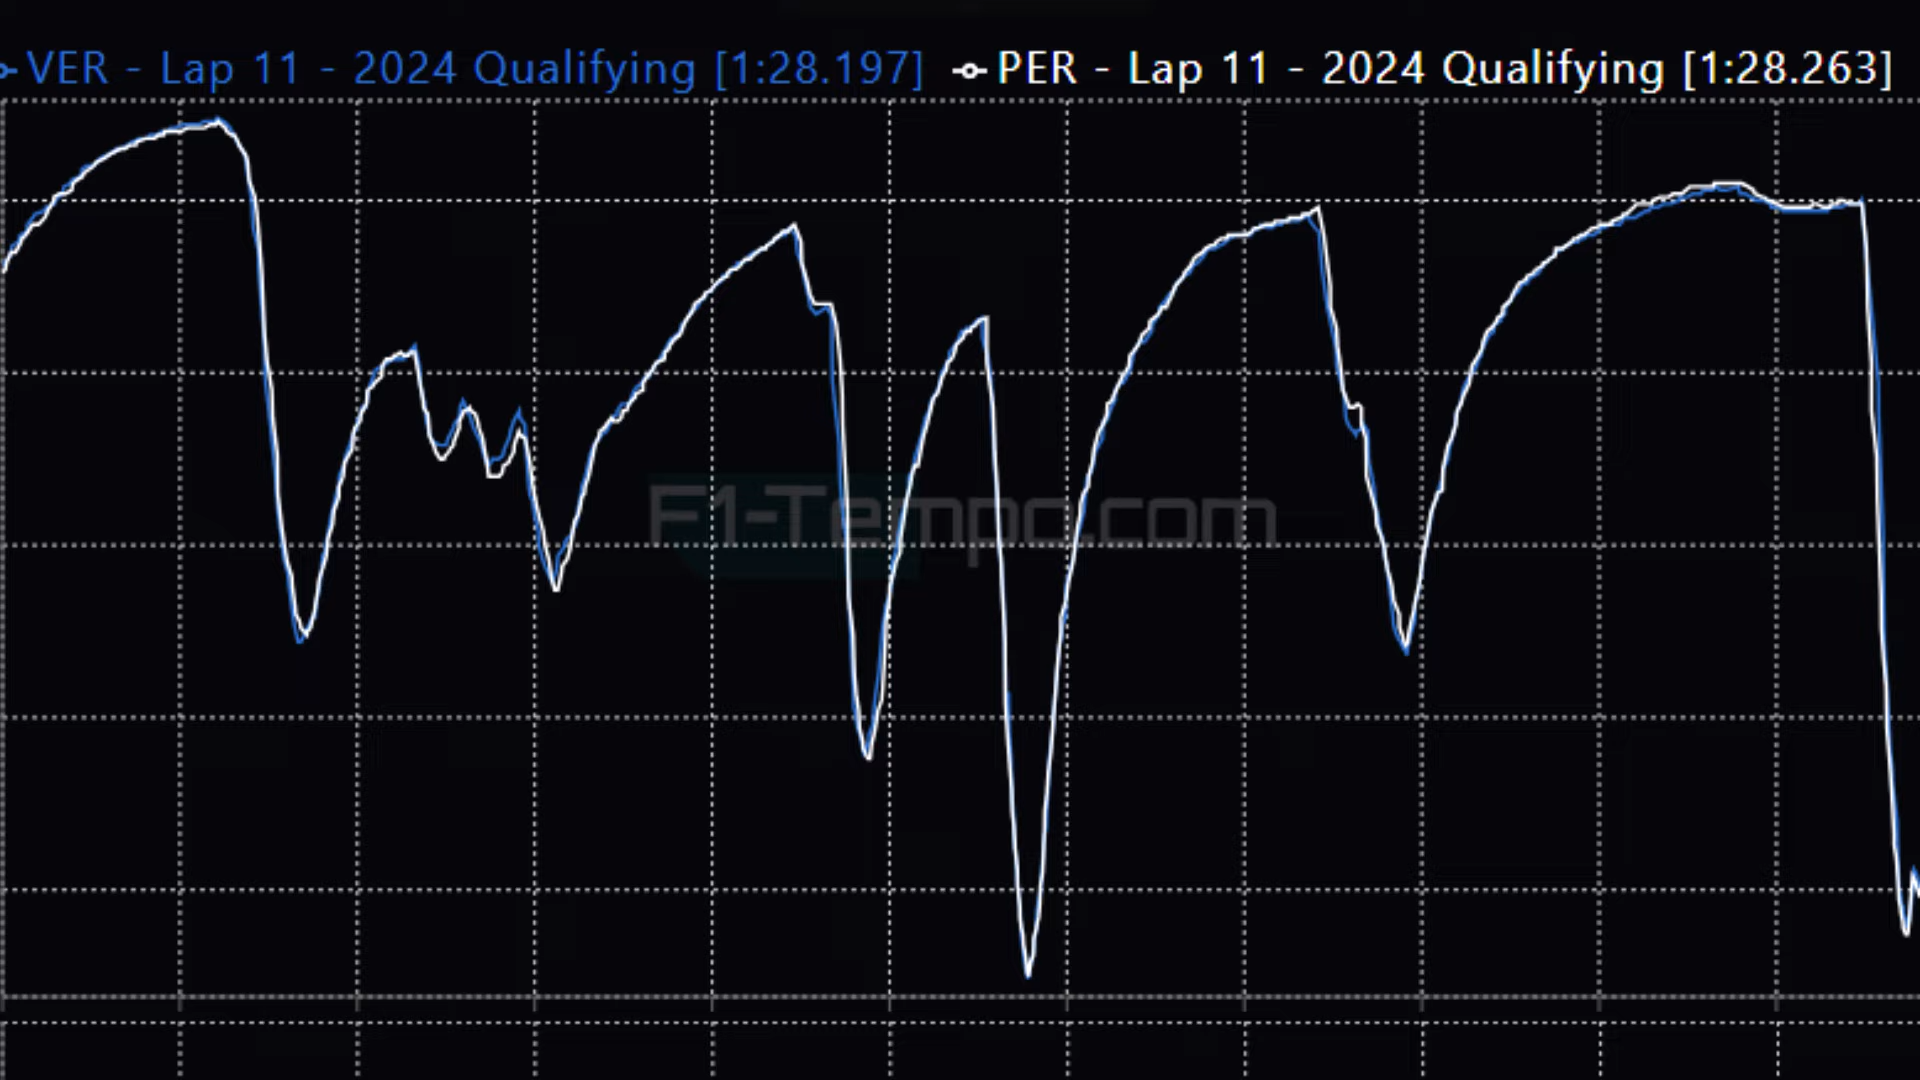 VER - Lap 11 - 2024 Qualifying [1:28.197] PER - Lap 11 - 2024 Qualifying [1:28.263]
F1-Tempo.com